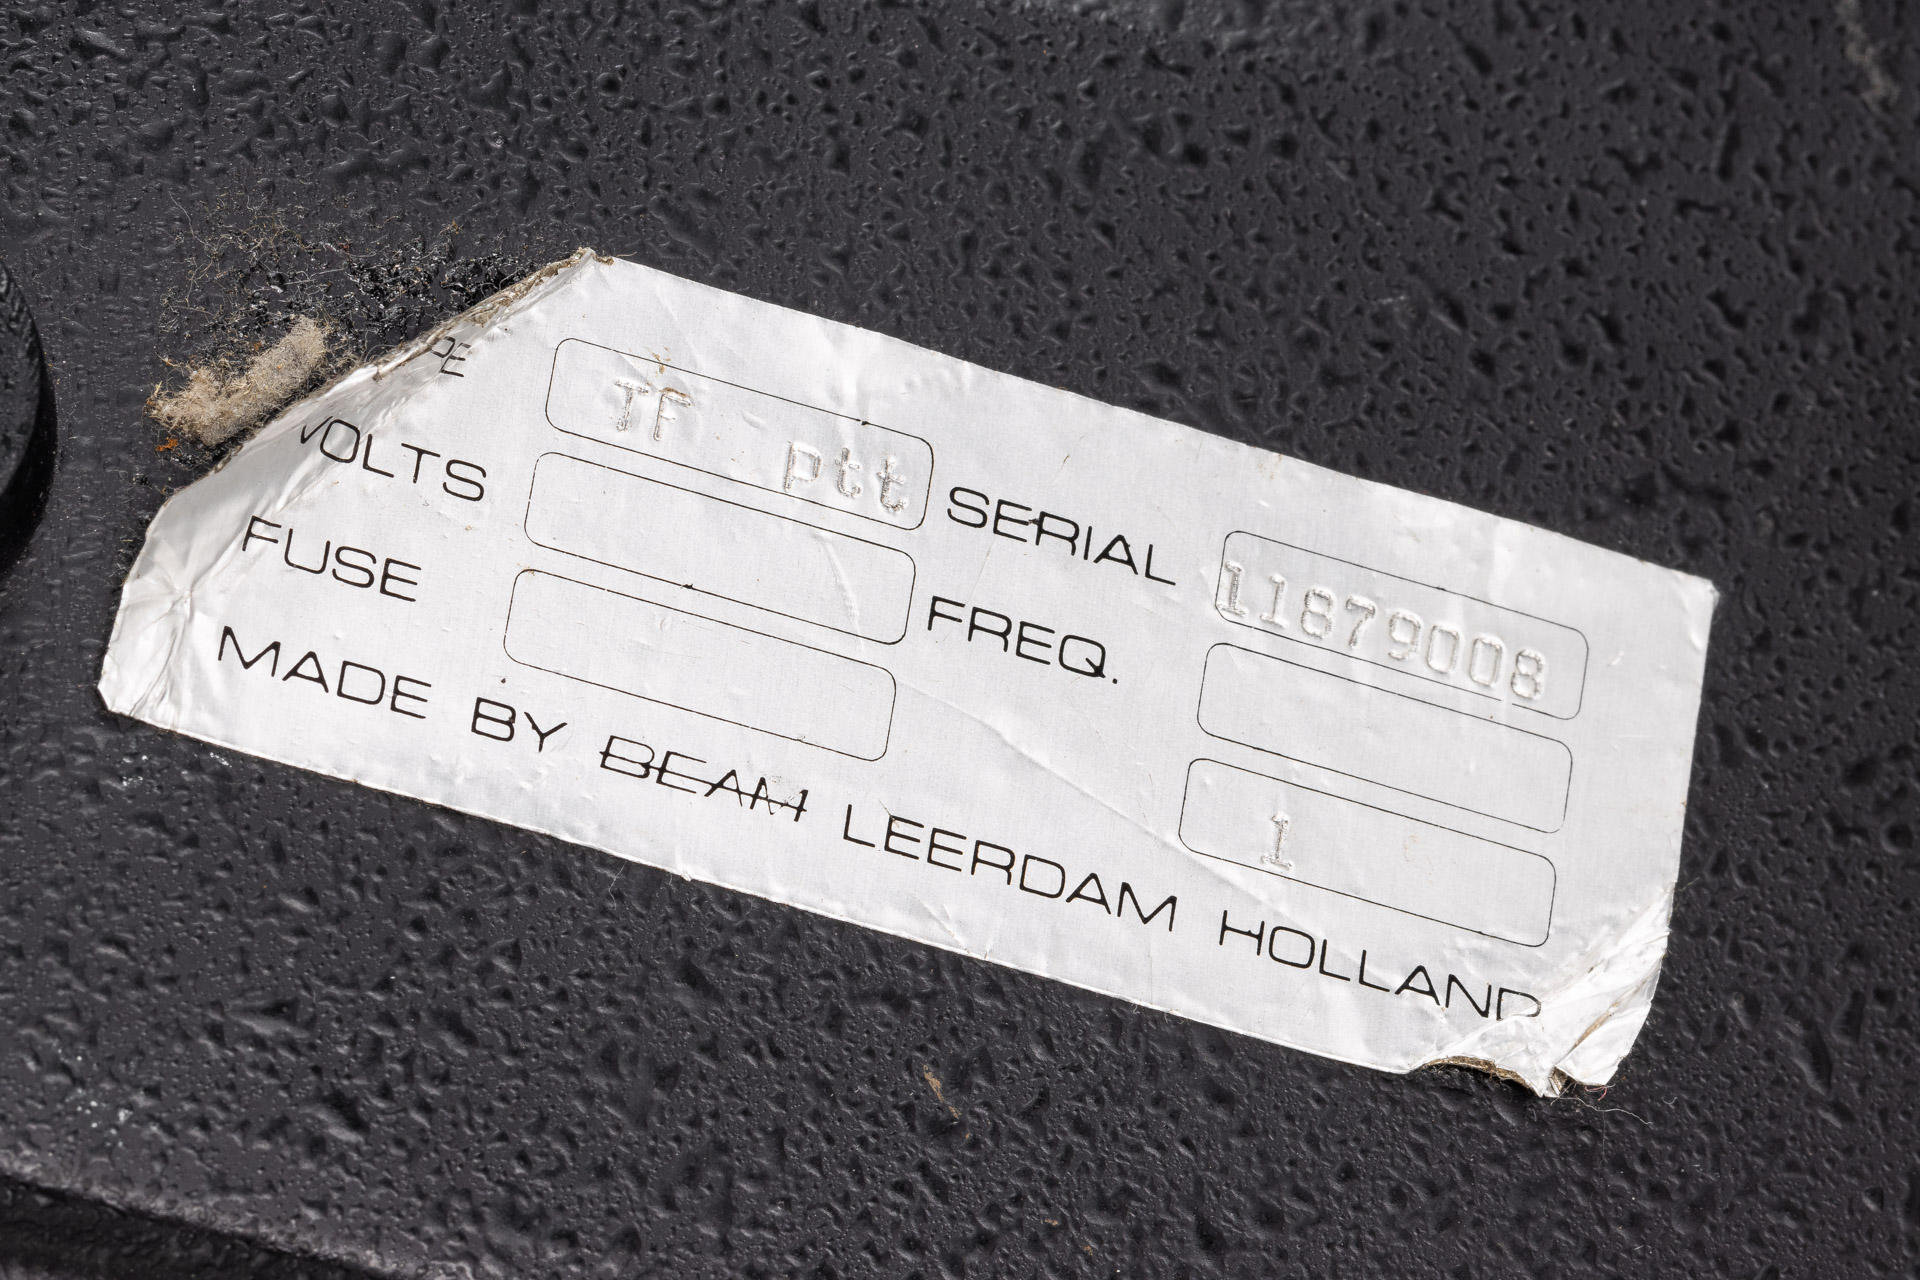 PE TF - ptt SERIAL 11879008
VOLTS FREQ.
FUSE 1
MADE BY BEAM LEERDAM HOLLAND